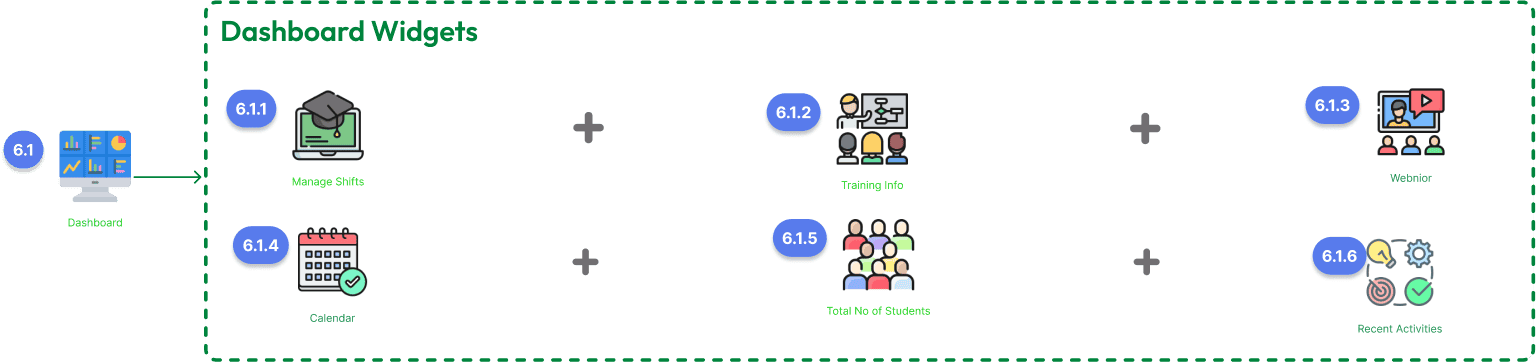 Dashboard Widgets
6.1
Dashboard
6.1.1
Manage Shifts
6.1.2
Training Info
6.1.3
Webnior
6.1.4
Calendar
6.1.5
Total No of Students
6.1.6
Recent Activities